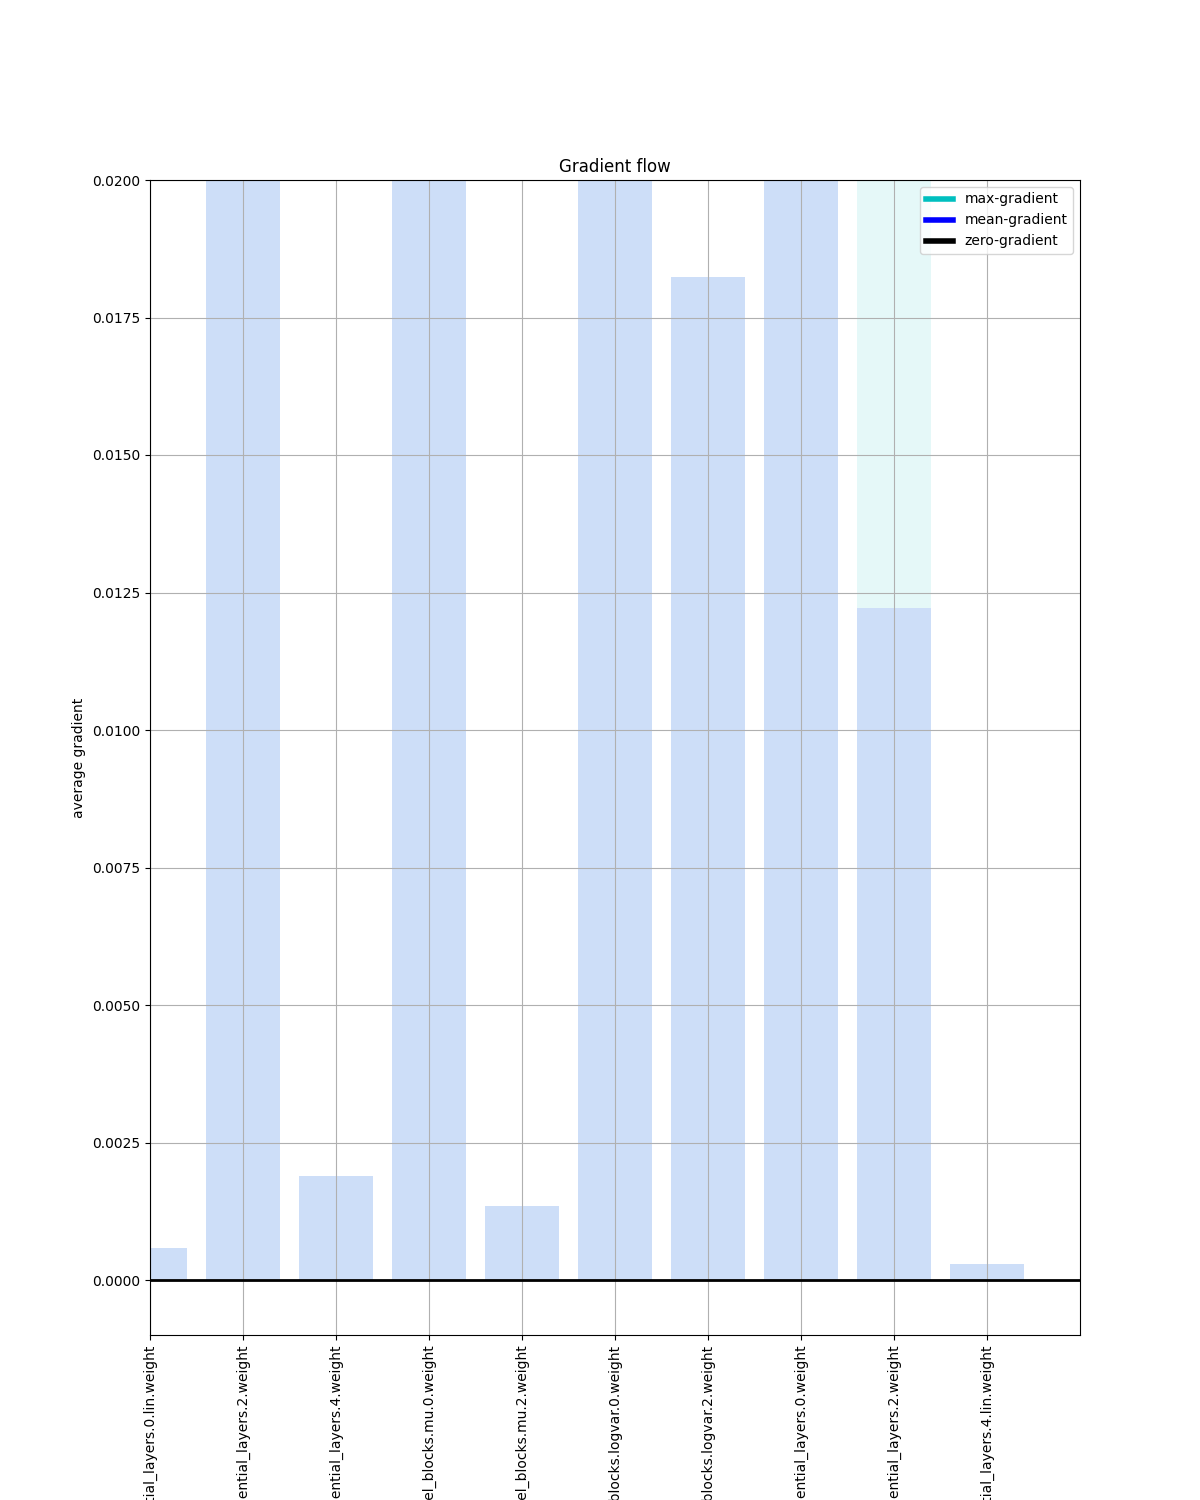 Gradient flow
max-gradient
mean-gradient
zero-gradient
average gradient
0.0200
0.0175
0.0150
0.0125
0.0100
0.0075
0.0050
0.0025
0.0000
tial_layers.0.lin.weight
ential_layers.2.weight
ential_layers.4.weight
el_blocks.mu.0.weight
el_blocks.mu.2.weight
blocks.logvar.0.weight
blocks.logvar.2.weight
ential_layers.0.weight
ential_layers.2.weight
tial_layers.4.lin.weight